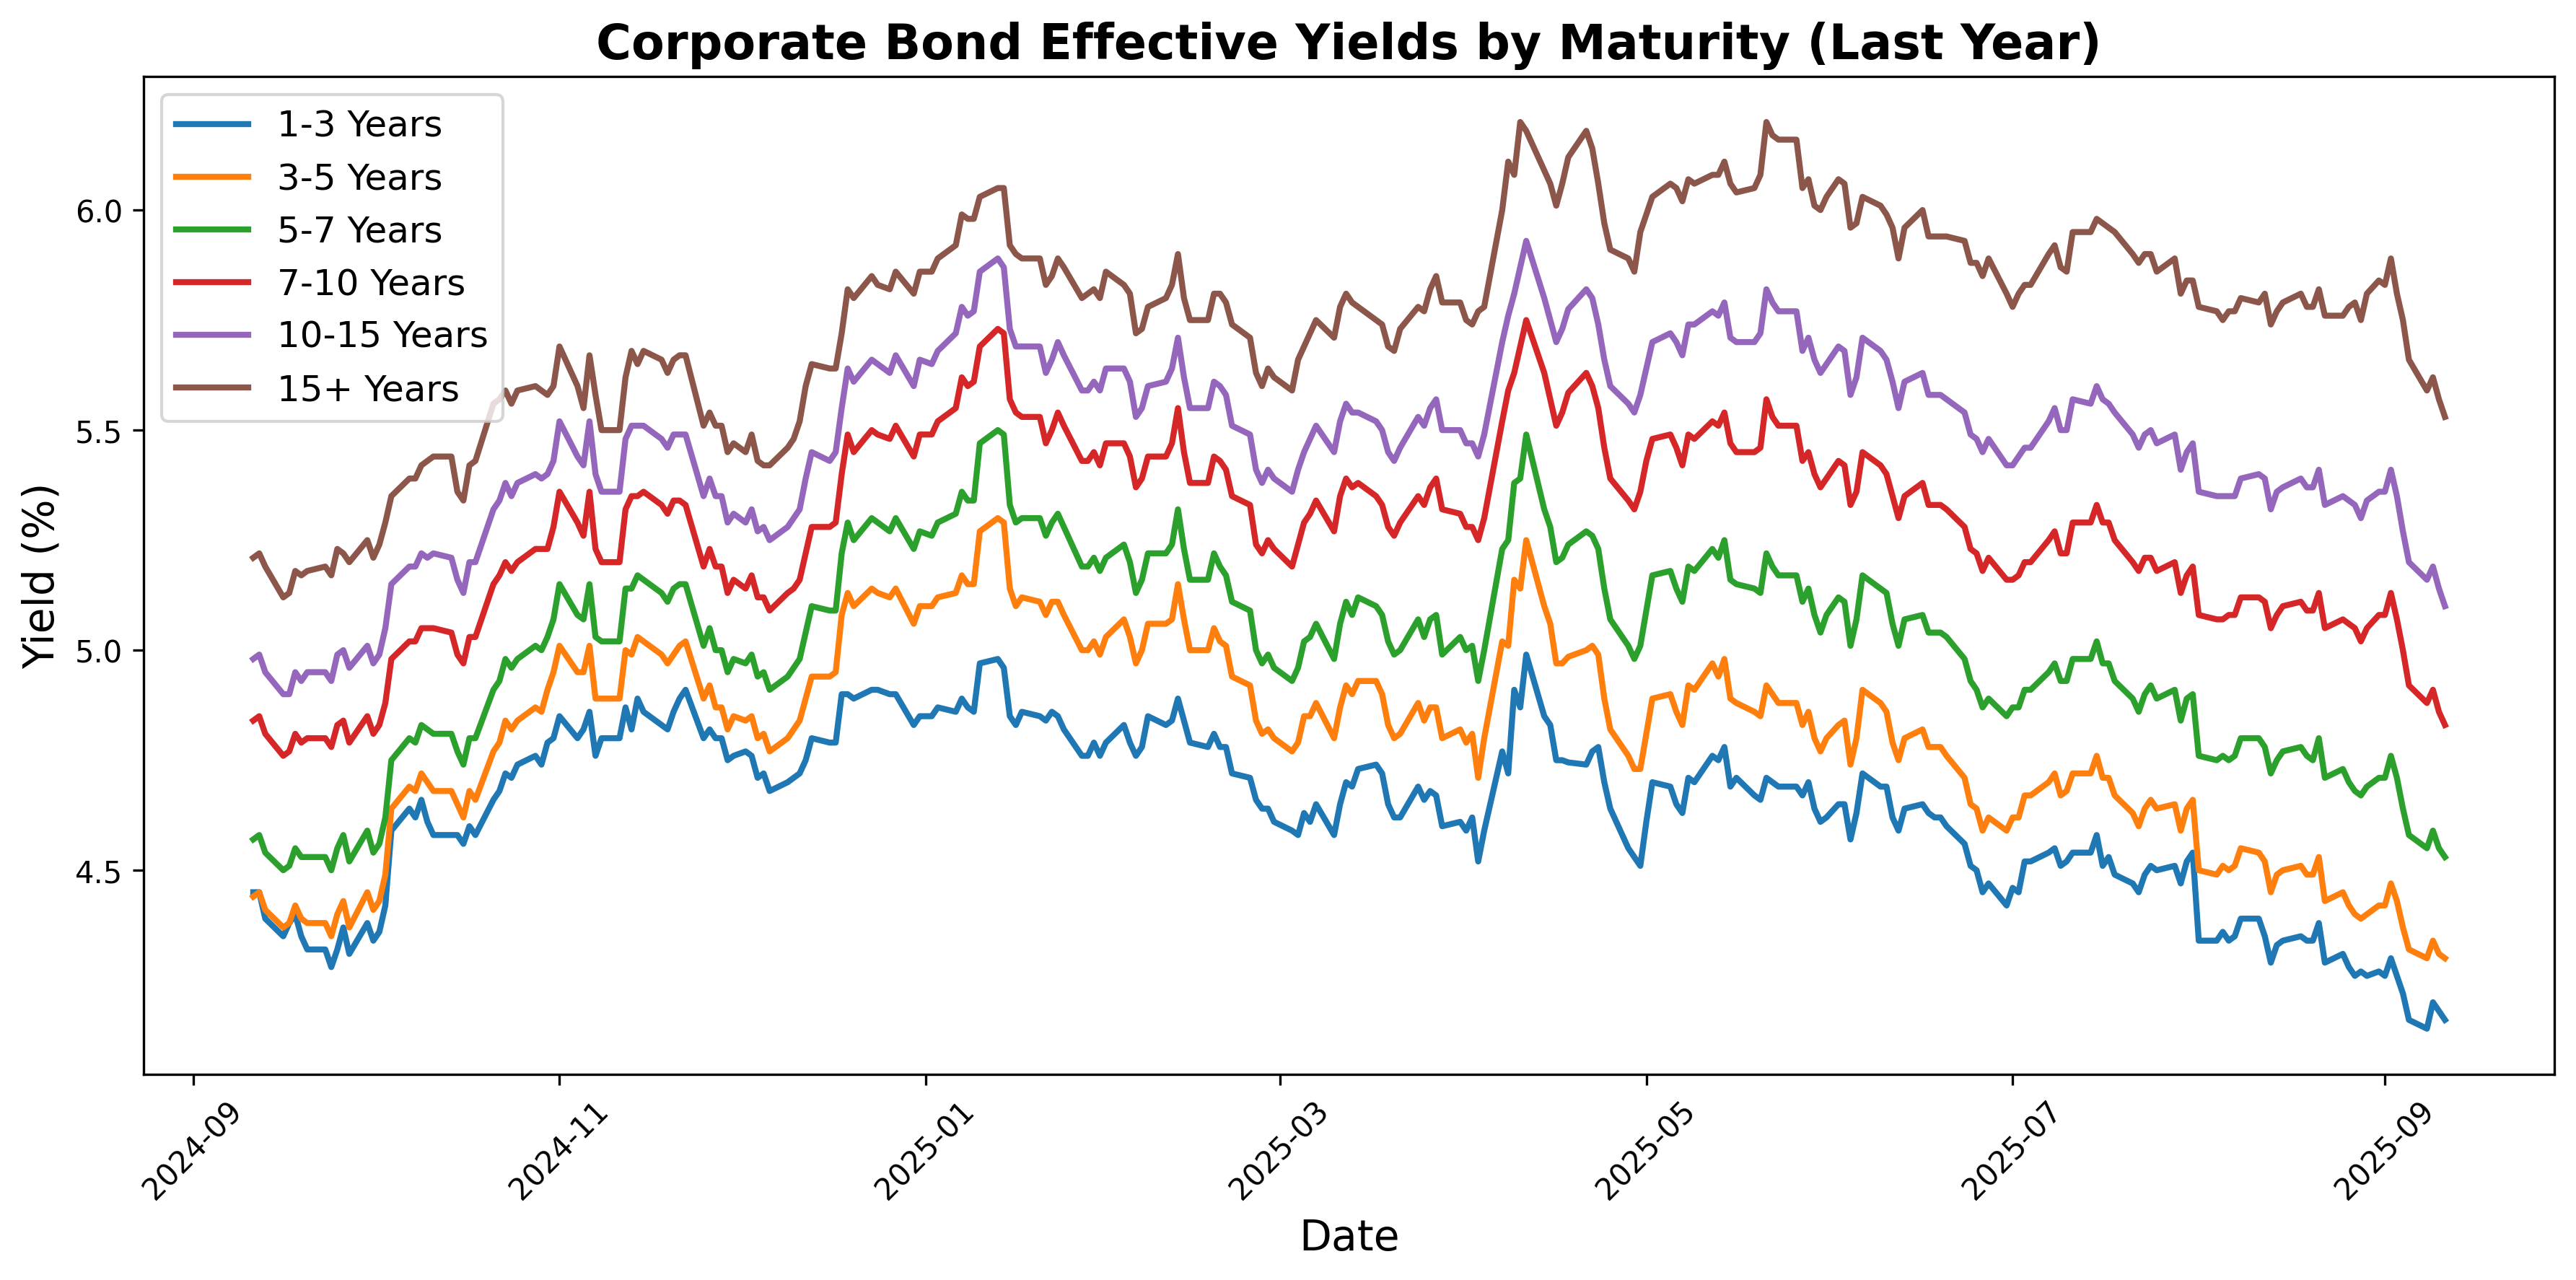 Corporate Bond Effective Yields by Maturity (Last Year)
1-3 Years
3-5 Years
5-7 Years
7-10 Years
10-15 Years
15+ Years
Yield (%)
6.0
5.5
5.0
4.5
2024-09
2024-11
2025-01
2025-03
2025-05
2025-07
2025-09
Date